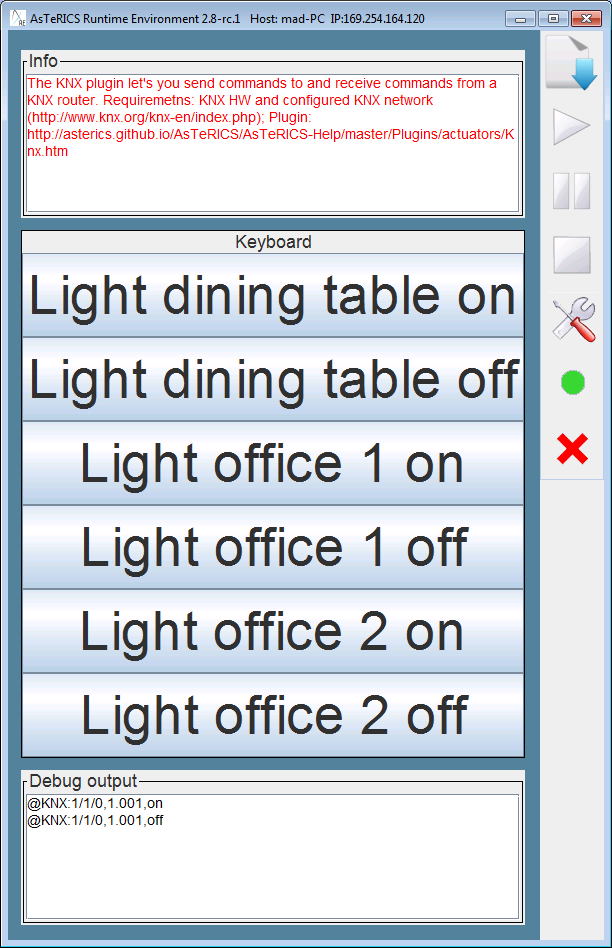 AsTeRICS Runtime Environment 2.8-rc.1   Host: mad-PC  IP:169.254.164.120
Info
The KNX plugin let's you send commands to and receive commands from a
KNX router. Requiremetns: KNX HW and configured KNX network
(http://www.knx.org/knx-en/index.php); Plugin:
http://asterics.github.io/AsTeRICS/AsTeRICS-Help/master/Plugins/actuators/K
nx.htm
Keyboard
Light dining table on
Light dining table off
Light office 1 on
Light office 1 off
Light office 2 on
Light office 2 off
Debug output
@KNX:1/1/0,1.001,on
@KNX:1/1/0,1.001,off